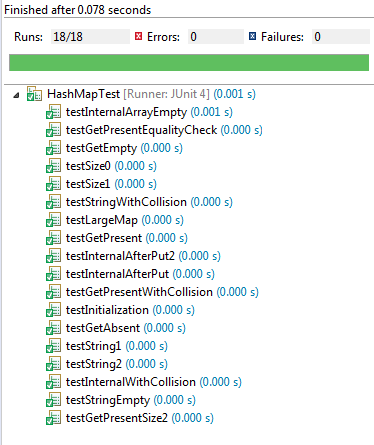 Finished after 0.078 seconds
Runs: 18/18 Errors: 0 Failures: 0
HashMapTest [Runner: JUnit 4] (0.001 s)
testInternalArrayEmpty (0.001 s)
testGetPresentEqualityCheck (0.000 s)
testGetEmpty (0.000 s)
testSize0 (0.000 s)
testSize1 (0.000 s)
testStringWithCollision (0.000 s)
testLargeMap (0.000 s)
testGetPresent (0.000 s)
testInternalAfterPut2 (0.000 s)
testInternalAfterPut (0.000 s)
testGetPresentWithCollision (0.000 s)
testInitialization (0.000 s)
testGetAbsent (0.000 s)
testString1 (0.000 s)
testString2 (0.000 s)
testInternalWithCollision (0.000 s)
testStringEmpty (0.000 s)
testGetPresentSize2 (0.000 s)